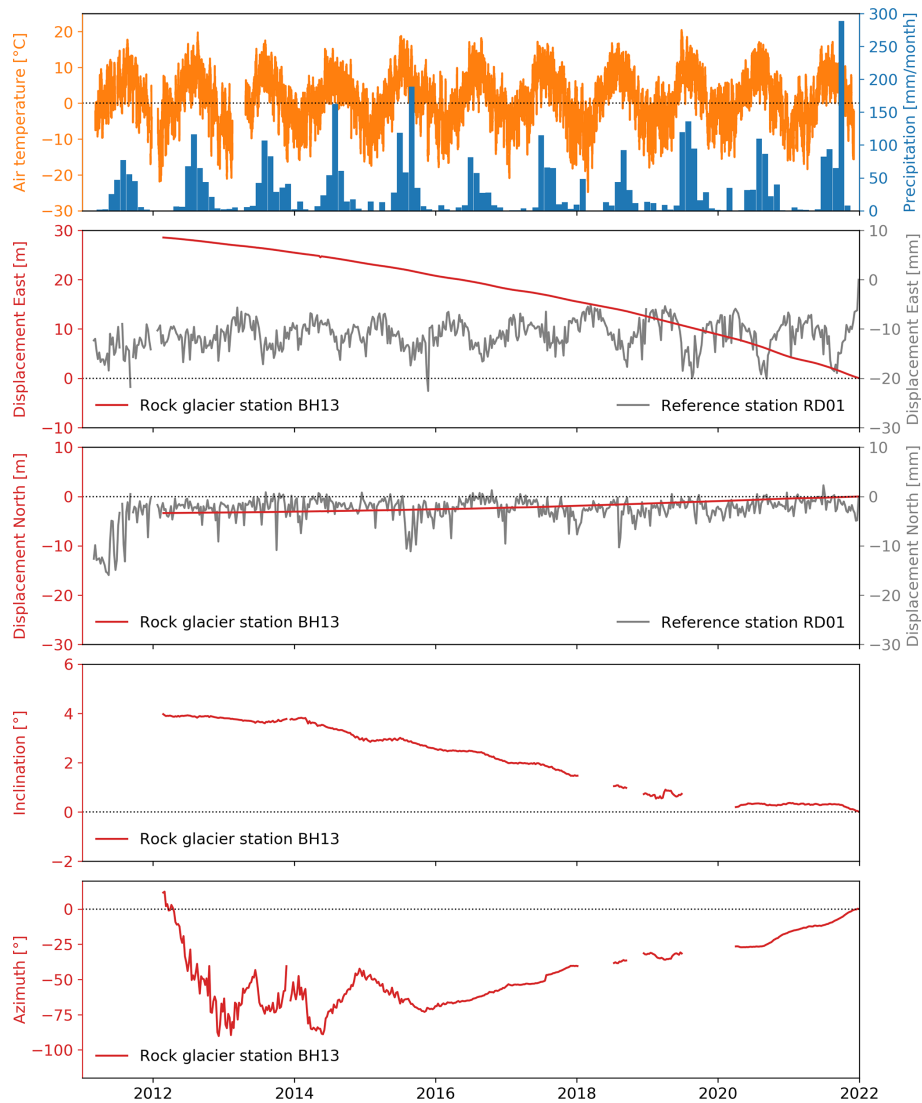 20
10
0
−10
−20
−30
Air temperature [°C]
300
250
200
150
100
50
0
Precipitation [mm/month]
30
20
10
0
−10
Displacement East [m]
10
0
−10
−20
−30
Displacement East [mm]
Rock glacier station BH13
Reference station RD01
10
0
−10
−20
−30
Displacement North [m]
10
0
−10
−20
−30
Displacement North [mm]
Rock glacier station BH13
Reference station RD01
6
4
2
0
−2
Inclination [°]
Rock glacier station BH13
0
−25
−50
−75
−100
Azimuth [°]
Rock glacier station BH13
2012 2014 2016 2018 2020 2022